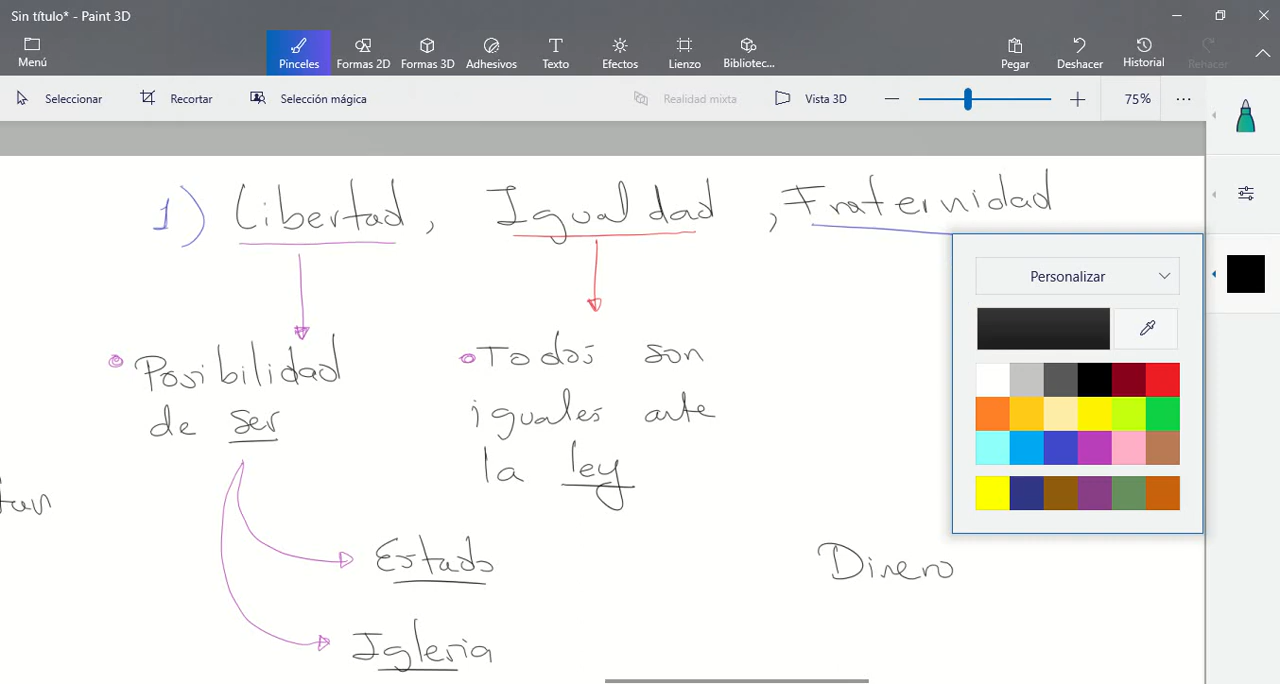 Sin título* - Paint 3D
Menú
Pinceles
Formas 2D
Formas 3D
Adhesivos
Texto
Efectos
Lienzo
Bibliotec...
Pegar
Deshacer
Historial
Rehacer
Seleccionar
Recortar
Selección mágica
Realidad mixta
Vista 3D
75%
1) Libertad, Igualdad, Fraternidad
Personalizar
Posibilidad
de ser
Todos son
iguales ante
la ley
Estado
Iglesia
Dinero